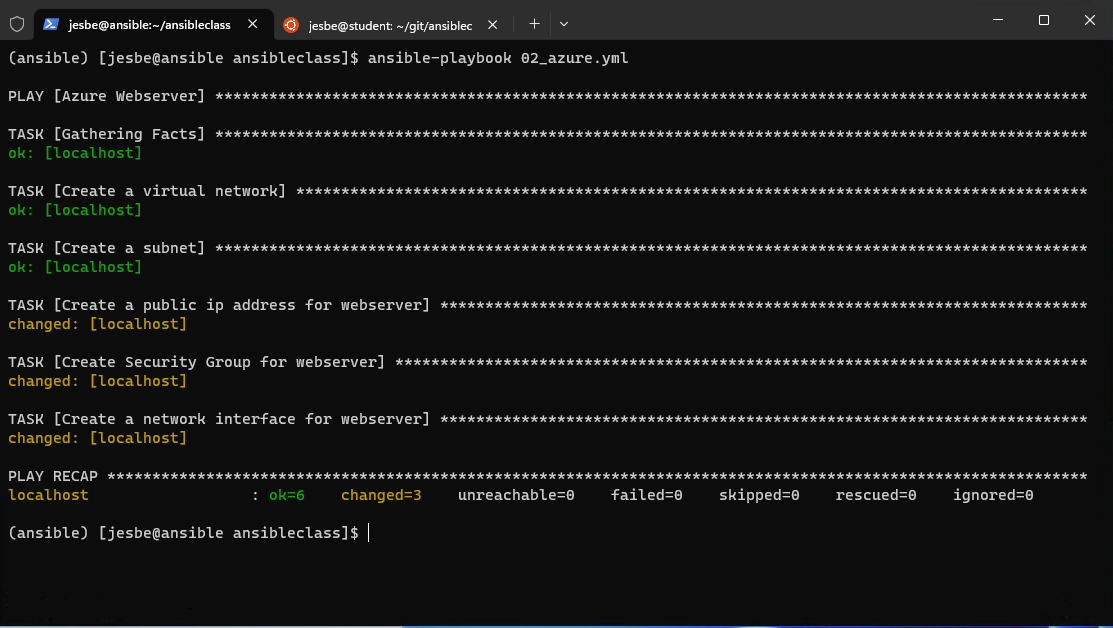 jesbe@ansible:~/ansibleclass
jesbe@student: ~/git/ansiblec
(ansible) [jesbe@ansible ansibleclass]$ ansible-playbook 02_azure.yml
PLAY [Azure Webserver] *************************************************************************************************
TASK [Gathering Facts] *************************************************************************************************
ok: [localhost]
TASK [Create a virtual network] ****************************************************************************************
ok: [localhost]
TASK [Create a subnet] *************************************************************************************************
ok: [localhost]
TASK [Create a public ip address for webserver] ************************************************************************
changed: [localhost]
TASK [Create Security Group for webserver] *****************************************************************************
changed: [localhost]
TASK [Create a network interface for webserver] ************************************************************************
changed: [localhost]
PLAY RECAP *************************************************************************************************************
localhost                  : ok=6    changed=3    unreachable=0    failed=0    skipped=0    rescued=0    ignored=0
(ansible) [jesbe@ansible ansibleclass]$